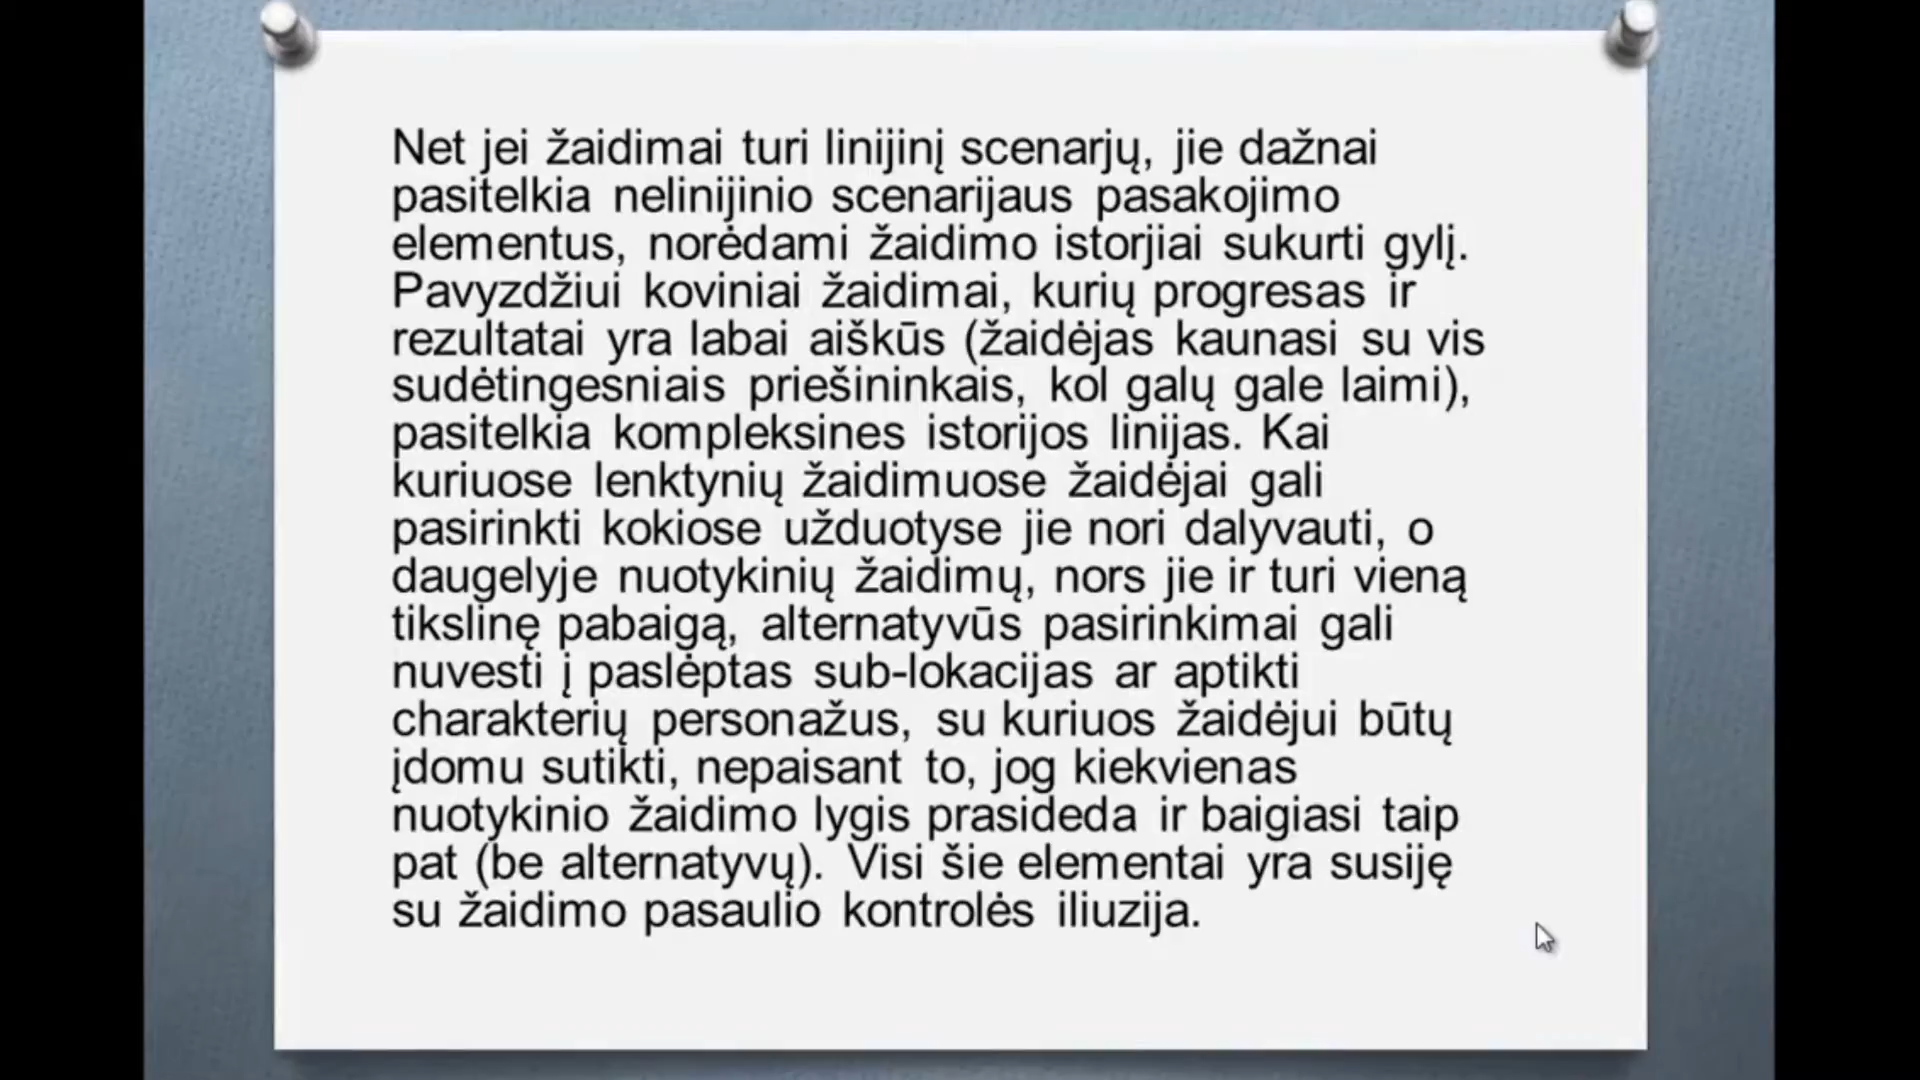 Net jei žaidimai turi linijinį scenarjų, jie dažnai
pasitelkia nelinijinio scenarijaus pasakojimo
elementus, norėdami žaidimo istorjiai sukurti gylį.
Pavyzdžiui koviniai žaidimai, kurių progresas ir
rezultatai yra labai aiškūs (žaidėjas kaunasi su vis
sudėtingesniais priešininkais, kol galų gale laimi),
pasitelkia kompleksines istorijos linijas. Kai
kuriuose lenktynių žaidimuose žaidėjai gali
pasirinkti kokiose užduotyse jie nori dalyvauti, o
daugelyje nuotykinių žaidimų, nors jie ir turi vieną
tikslinę pabaigą, alternatyvūs pasirinkimai gali
nuvesti į paslėptas sub-lokacijas ar aptikti
charakterių personažus, su kuriuos žaidėjui būtų
įdomu sutikti, nepaisant to, jog kiekvienas
nuotykinio žaidimo lygis prasideda ir baigiasi taip
pat (be alternatyvų). Visi šie elementai yra susiję
su žaidimo pasaulio kontrolės iliuzija.